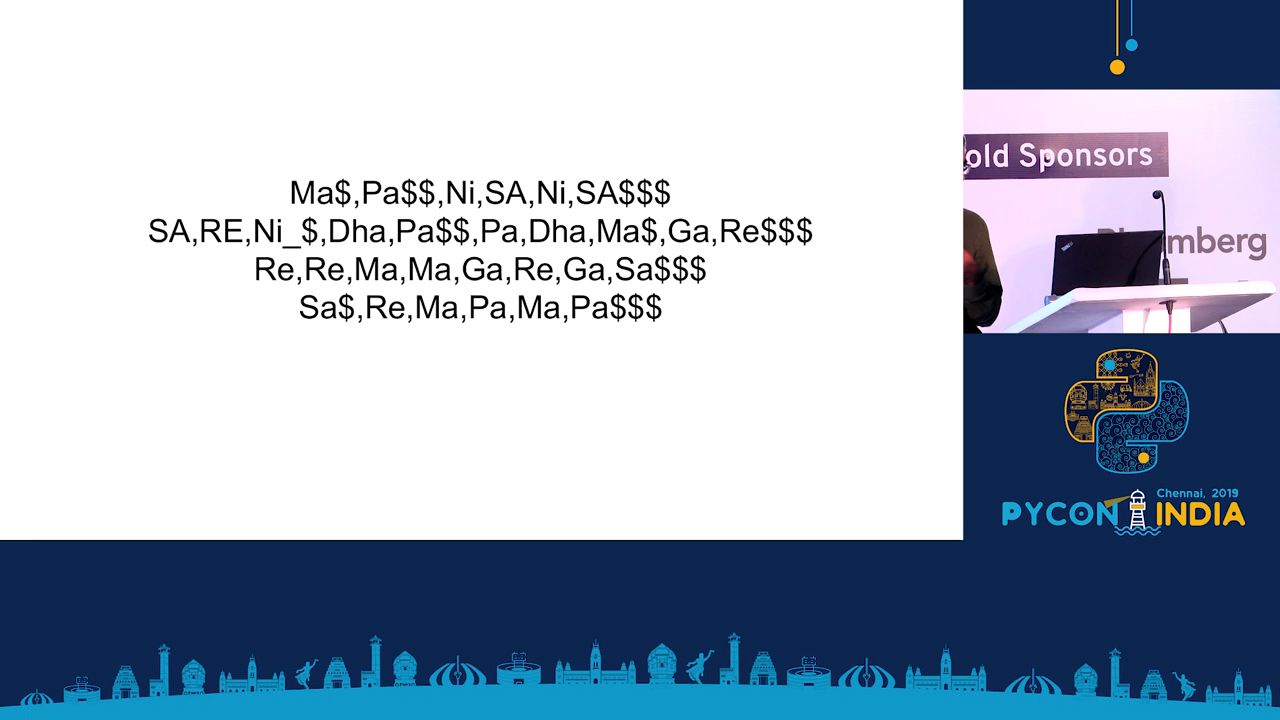 Ma$,Pa$$,Ni,SA,Ni,SA$$$
SA,RE,Ni_$,Dha,Pa$$,Pa,Dha,Ma$,Ga,Re$$$
Re,Re,Ma,Ma,Ga,Re,Ga,Sa$$$
Sa$,Re,Ma,Pa,Ma,Pa$$$
old Sponsors
mberg
Chennai, 2019
PYCON INDIA